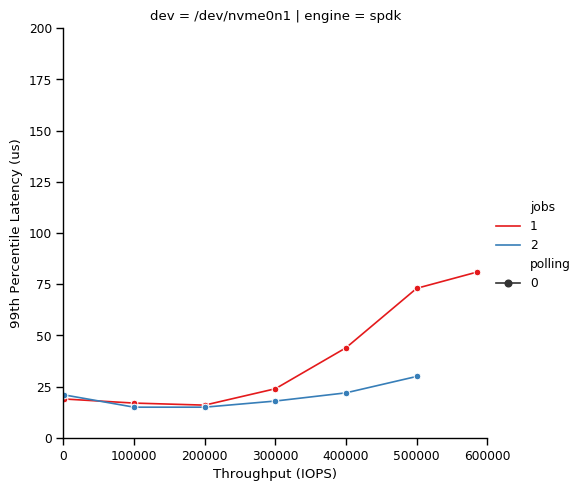 dev = /dev/nvme0n1 | engine = spdk
200
175
150
125
100
75
50
25
0
99th Percentile Latency (us)
0 100000 200000 300000 400000 500000 600000
Throughput (IOPS)
jobs
1
2
polling
0